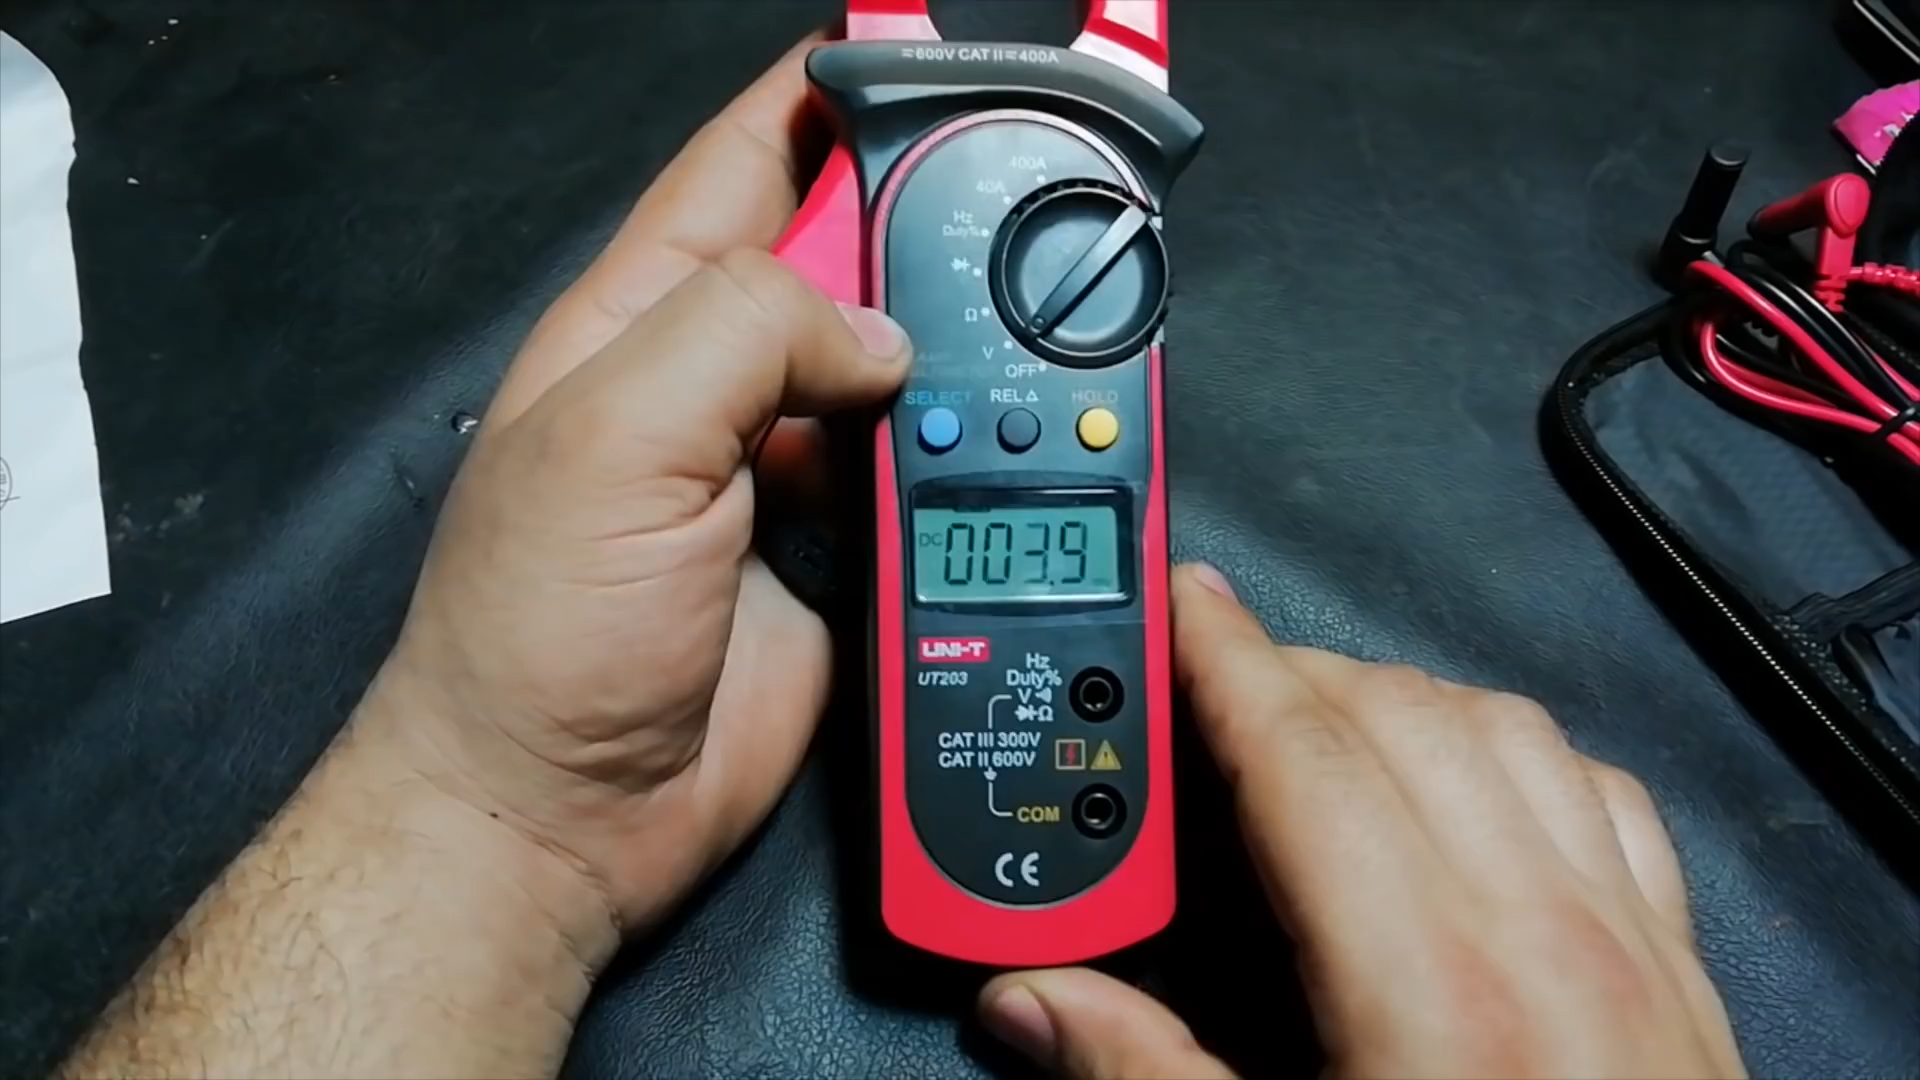 ≂600V CAT II≂400A
400A
40A
Hz
Duty%
Ω
V
OFF
SELECT REL△ HOLD
DC 003.9
UNI-T
UT203
Hz
Duty%
V
Ω
CAT III 300V
CAT II 600V
COM
CE